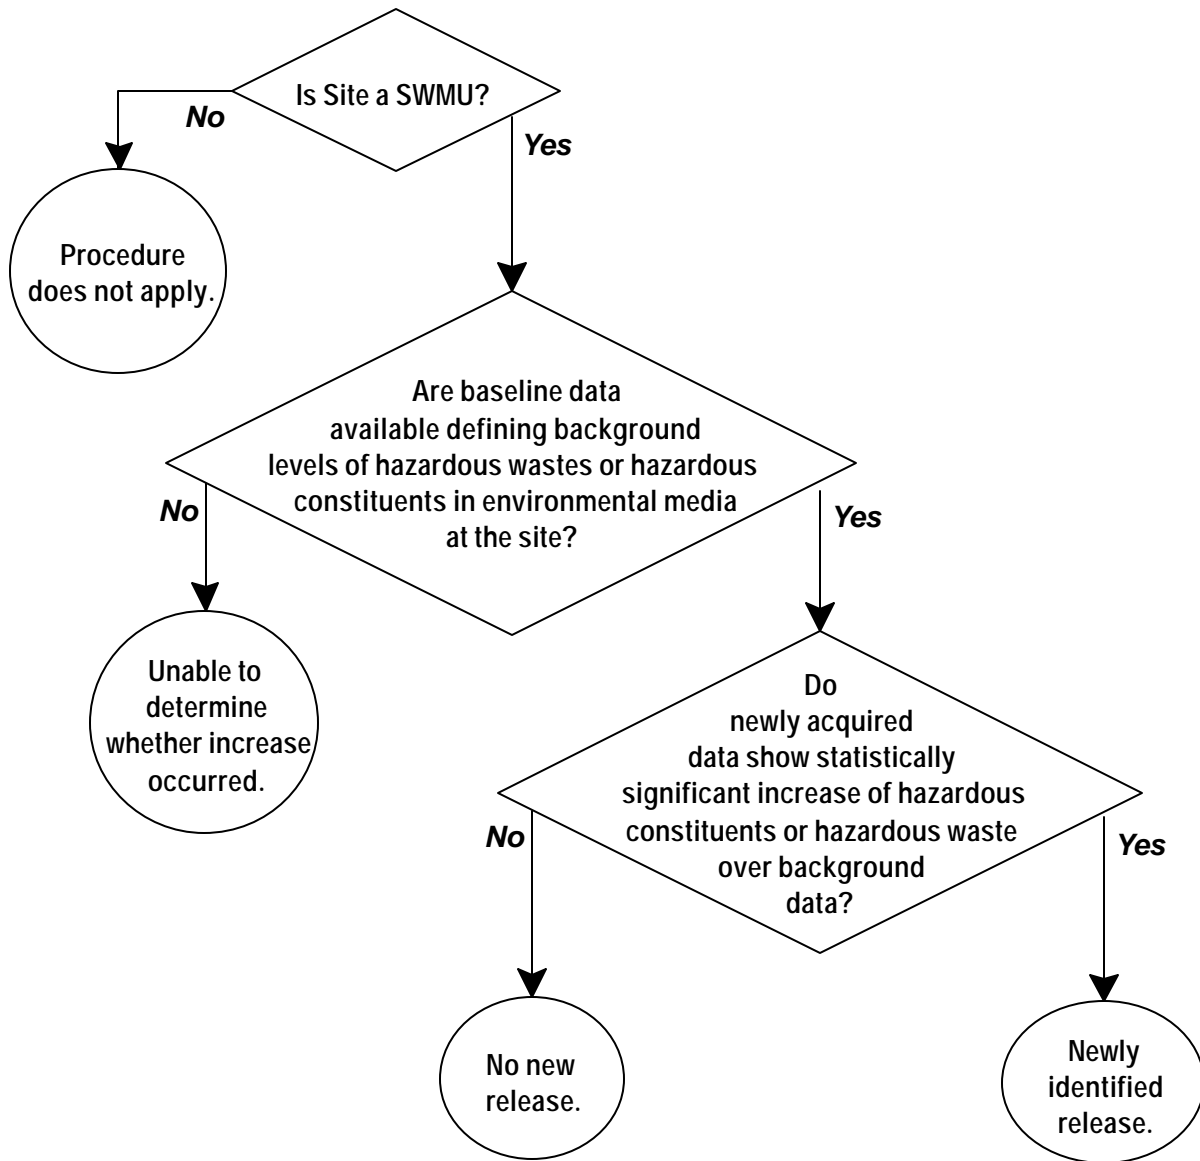 Is Site a SWMU?
No
Yes
Procedure
does not apply.
Are baseline data
available defining background
levels of hazardous wastes or hazardous
constituents in environmental media
at the site?
No
Yes
Unable to
determine
whether increase
occurred.
Do
newly acquired
data show statistically
significant increase of hazardous
constituents or hazardous waste
over background
data?
No
Yes
No new
release.
Newly
identified
release.